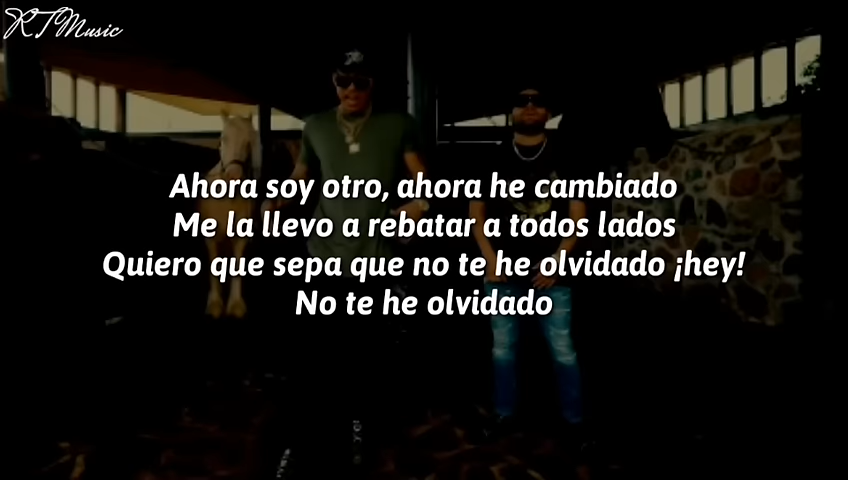 RTMusic
Ahora soy otro, ahora he cambiado
Me la llevo a rebatar a todos lados
Quiero que sepa que no te he olvidado ¡hey!
No te he olvidado